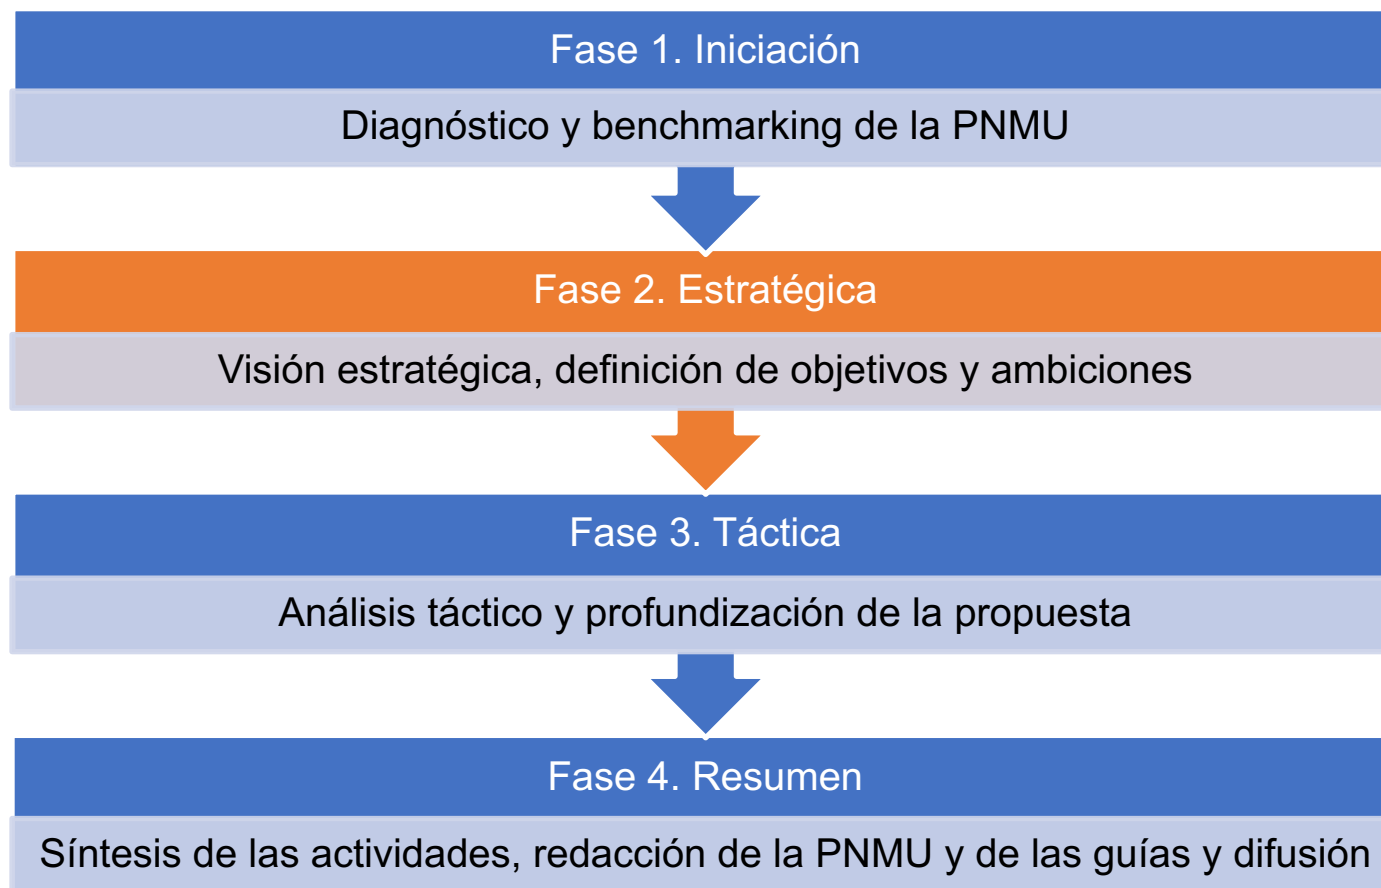 Fase 1. Iniciación
Diagnóstico y benchmarking de la PNMU
Fase 2. Estratégica
Visión estratégica, definición de objetivos y ambiciones
Fase 3. Táctica
Análisis táctico y profundización de la propuesta
Fase 4. Resumen
Síntesis de las actividades, redacción de la PNMU y de las guías y difusión